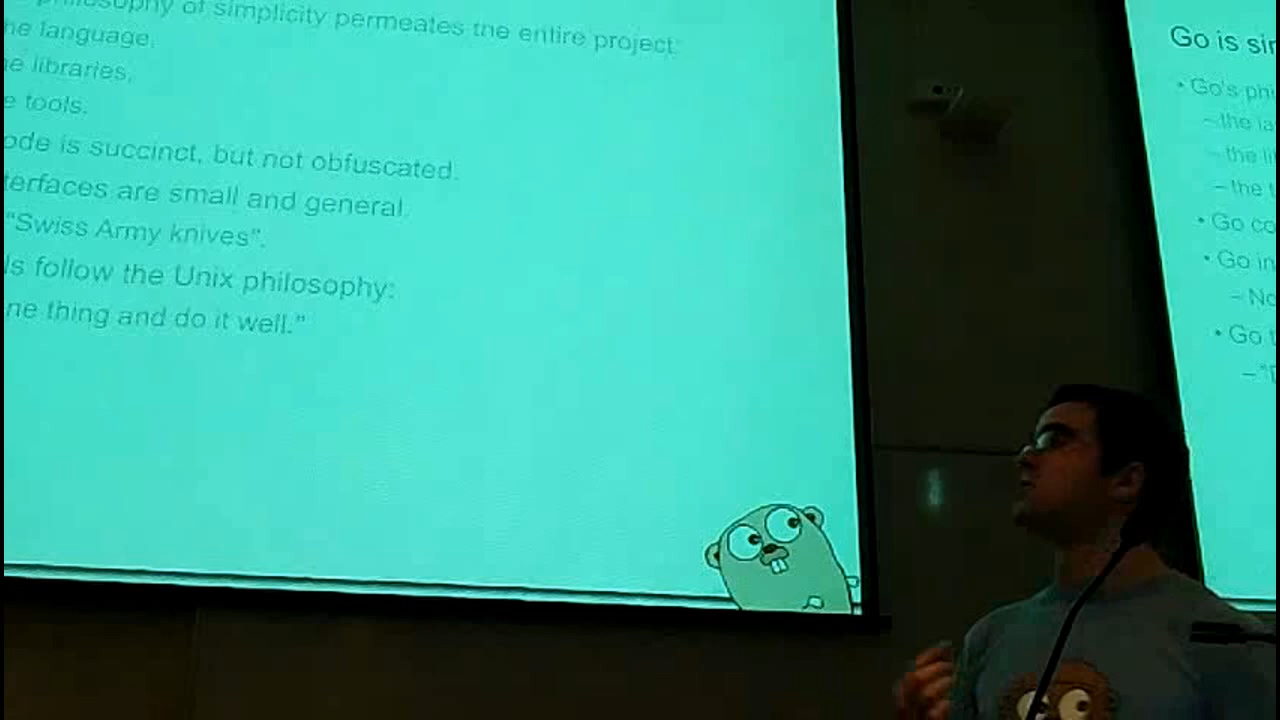 philosophy of simplicity permeates the entire project:
he language,
he libraries,
e tools.
ode is succinct, but not obfuscated.
terfaces are small and general.
"Swiss Army knives".
ls follow the Unix philosophy:
ne thing and do it well."
Go is sim
• Go's phi
– the la
– the li
– the t
• Go co
• Go in
– No
• Go t
– "D